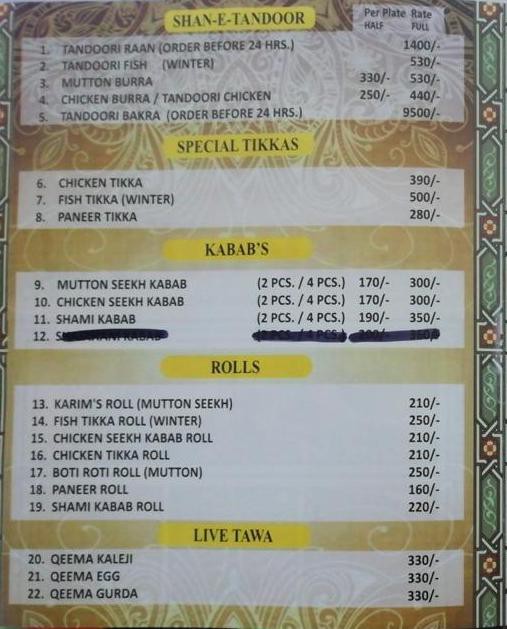 SHAN-E-TANDOOR Per Plate Rate
HALF FULL
1. TANDOORI RAAN (ORDER BEFORE 24 HRS.) 1400/-
2. TANDOORI FISH (WINTER) 530/-
3. MUTTON BURRA 330/- 530/-
4. CHICKEN BURRA / TANDOORI CHICKEN 250/- 440/-
5. TANDOORI BAKRA (ORDER BEFORE 24 HRS.) 9500/-
SPECIAL TIKKAS
6. CHICKEN TIKKA 390/-
7. FISH TIKKA (WINTER) 500/-
8. PANEER TIKKA 280/-
KABAB'S
9. MUTTON SEEKH KABAB (2 PCS. / 4 PCS.) 170/- 300/-
10. CHICKEN SEEKH KABAB (2 PCS. / 4 PCS.) 170/- 300/-
11. SHAMI KABAB (2 PCS. / 4 PCS.) 190/- 350/-
12. KABAB (2 PCS. / 4 PCS.)
ROLLS
13. KARIM'S ROLL (MUTTON SEEKH) 210/-
14. FISH TIKKA ROLL (WINTER) 250/-
15. CHICKEN SEEKH KABAB ROLL 210/-
16. CHICKEN TIKKA ROLL 210/-
17. BOTI ROTI ROLL (MUTTON) 250/-
18. PANEER ROLL 160/-
19. SHAMI KABAB ROLL 220/-
LIVE TAWA
20. QEEMA KALEJI 330/-
21. QEEMA EGG 330/-
22. QEEMA GURDA 330/-